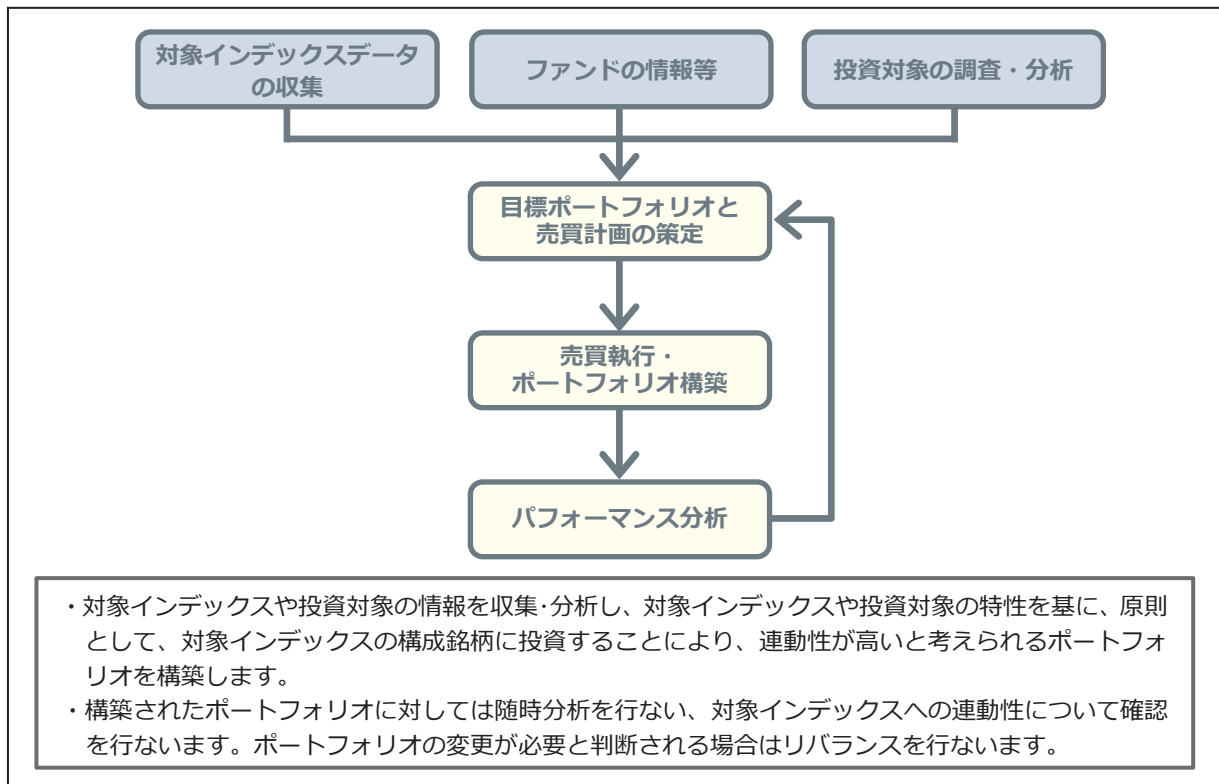 対象インデックスデータ
の収集
ファンドの情報等
投資対象の調査・分析
目標ポートフォリオと
売買計画の策定
売買執行・
ポートフォリオ構築
パフォーマンス分析
・対象インデックスや投資対象の情報を収集･分析し、対象インデックスや投資対象の特性を基に、原則
として、対象インデックスの構成銘柄に投資することにより、連動性が高いと考えられるポートフォ
リオを構築します。
・構築されたポートフォリオに対しては随時分析を行ない、対象インデックスへの連動性について確認
を行ないます。ポートフォリオの変更が必要と判断される場合はリバランスを行ないます。